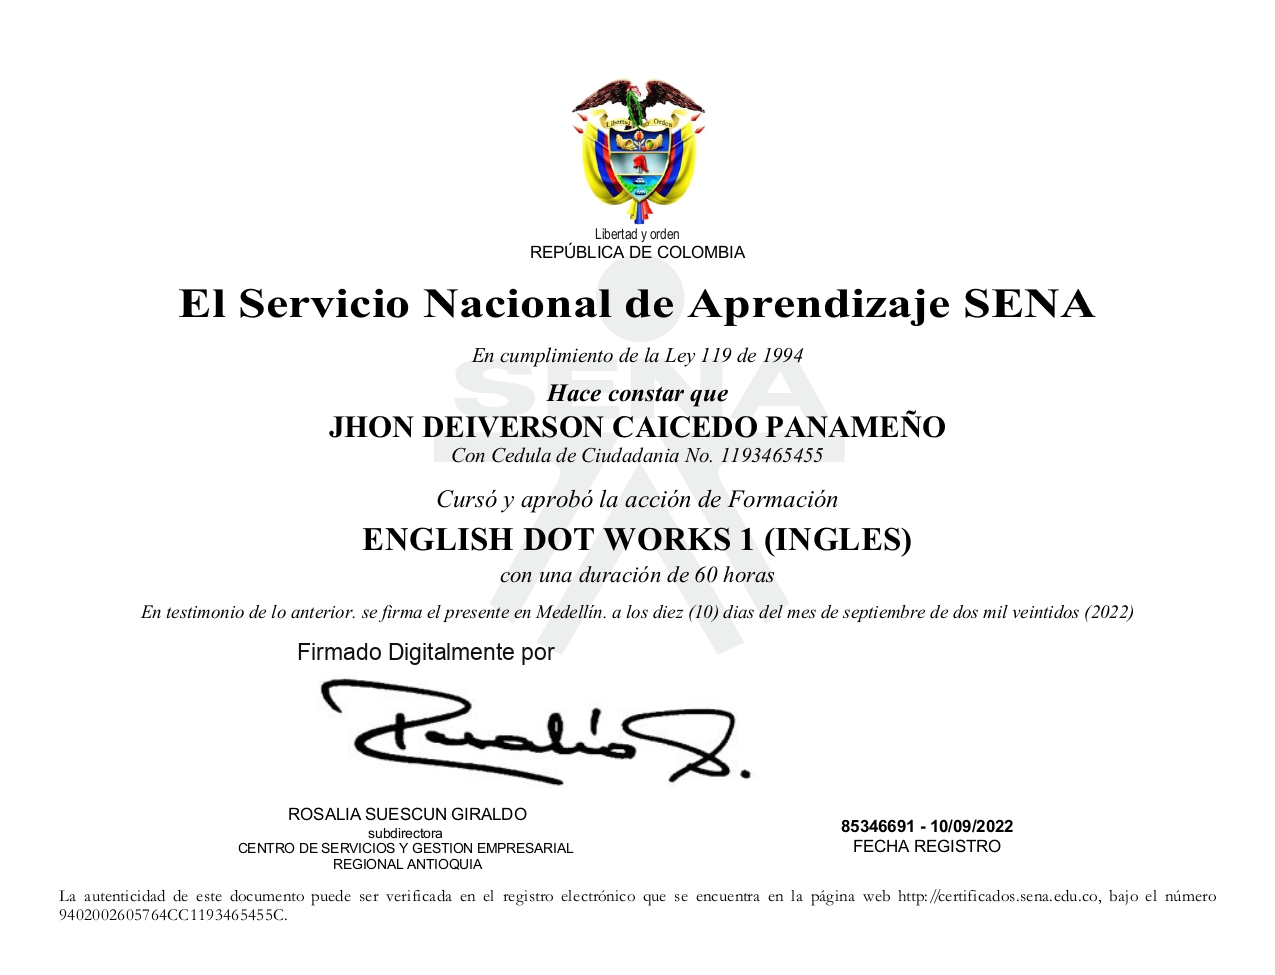 Libertad y Orden
Libertad y orden
REPÚBLICA DE COLOMBIA
El Servicio Nacional de Aprendizaje SENA
En cumplimiento de la Ley 119 de 1994
SENA
Hace constar que
JHON DEIVERSON CAICEDO PANAMEÑO
Con Cedula de Ciudadania No. 1193465455
Cursó y aprobó la acción de Formación
ENGLISH DOT WORKS 1 (INGLES)
con una duración de 60 horas
En testimonio de lo anterior. se firma el presente en Medellín. a los diez (10) dias del mes de septiembre de dos mil veintidos (2022)
Firmado Digitalmente por
Rosalío S.
ROSALIA SUESCUN GIRALDO
subdirectora
CENTRO DE SERVICIOS Y GESTION EMPRESARIAL
REGIONAL ANTIOQUIA
85346691 - 10/09/2022
FECHA REGISTRO
La autenticidad de este documento puede ser verificada en el registro electrónico que se encuentra en la página web http://certificados.sena.edu.co, bajo el número
9402002605764CC1193465455C.